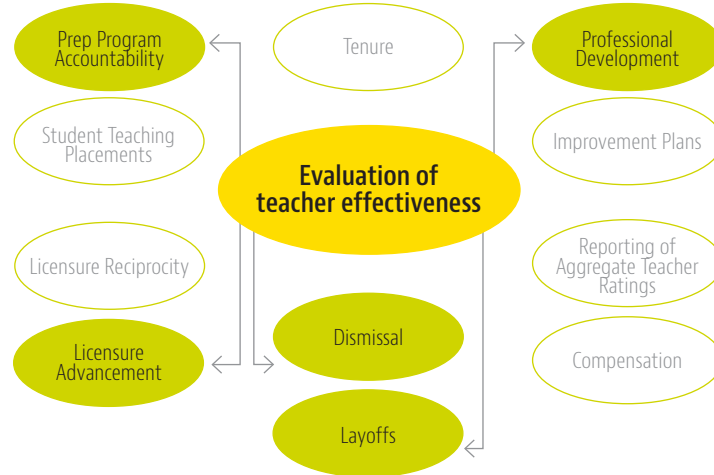 Prep Program
Accountability
Tenure
Professional
Development
Student Teaching
Placements
Improvement Plans
Evaluation of
teacher effectiveness
Licensure Reciprocity
Reporting of
Aggregate Teacher
Ratings
Dismissal
Licensure
Advancement
Compensation
Layoffs